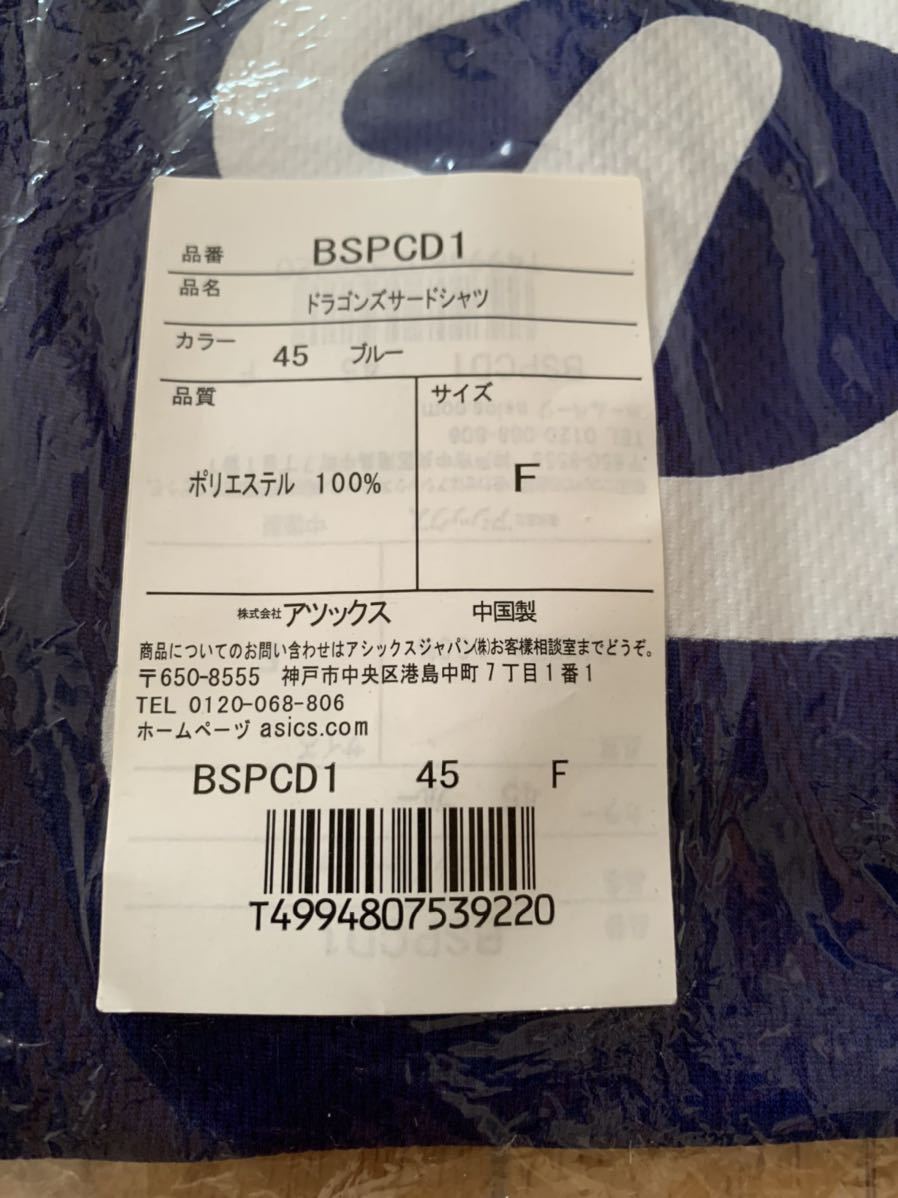 品番 BSPCD1
品名 ドラゴンズサードシャツ
カラー 45 ブルー
品質 サイズ
ポリエステル 100% F
株式会社アソックス 中国製
商品についてのお問い合わせはアシックスジャパン㈱お客様相談室までどうぞ。
〒650-8555 神戸市中央区港島中町7丁目1番1
TEL 0120-068-806
ホームページ asics.com
BSPCD1 45 F
T4994807539220